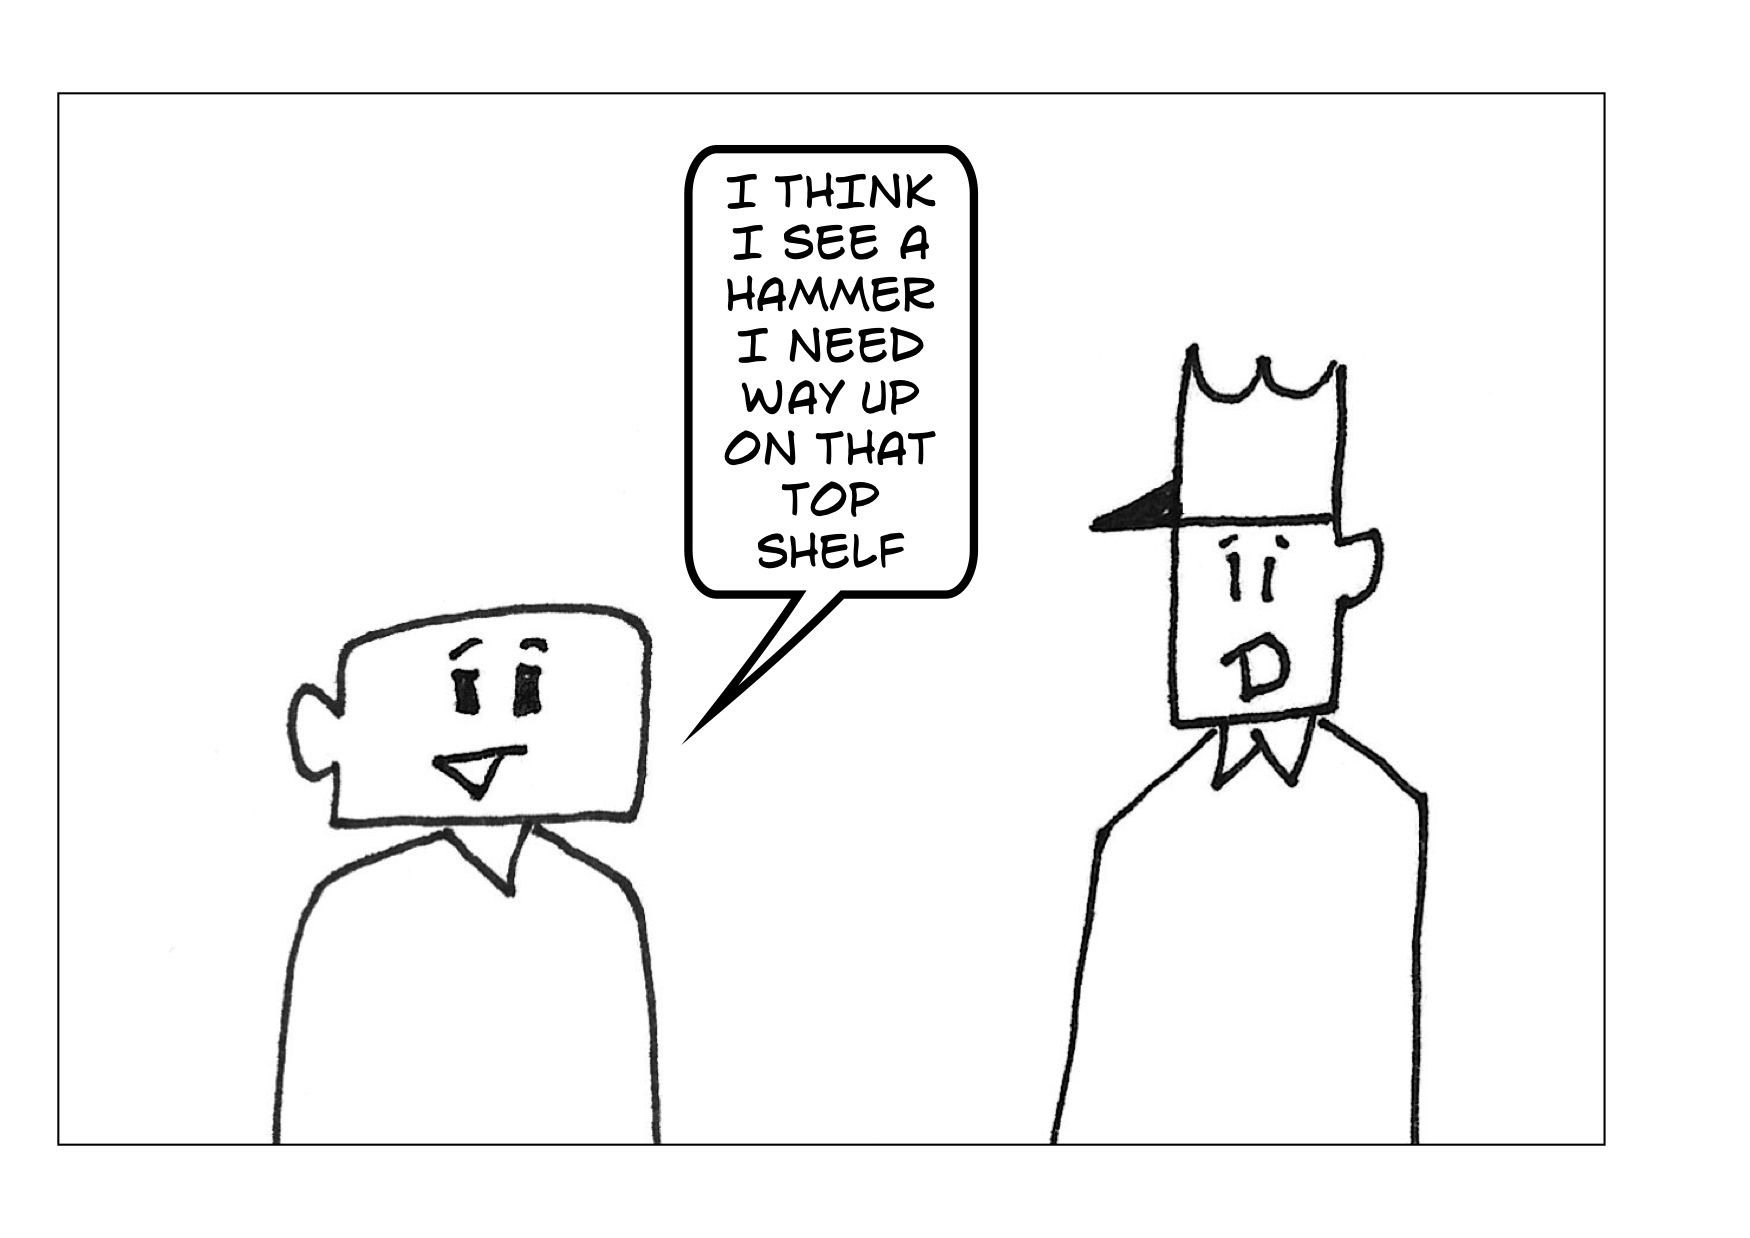 I THINK
I SEE A
HAMMER
I NEED
WAY UP
ON THAT
TOP
SHELF